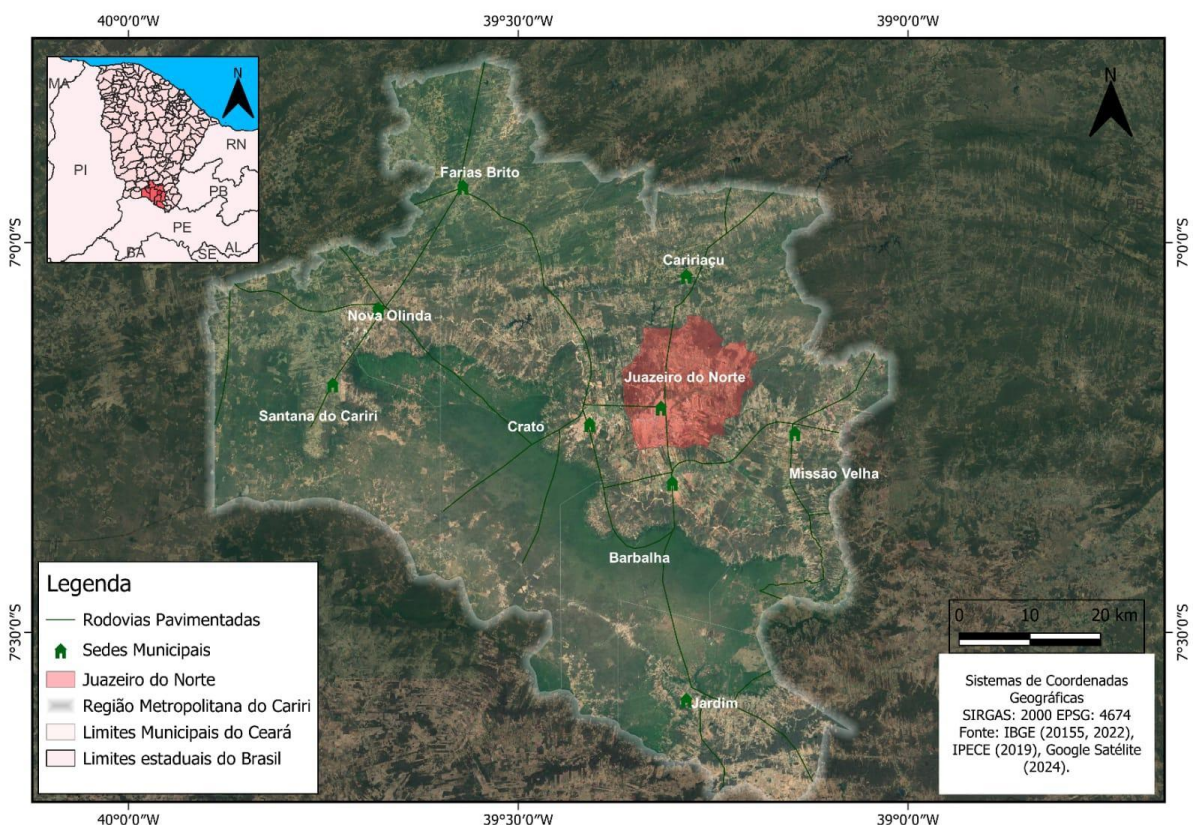 40°0'0"W 39°30'0"W 39°0'0"W
N
MA
RN
PI
PB
PE
BA
SE
AL
N
7°0'0"S
7°0'0"S
Farias Brito
Caririaçu
Nova Olinda
Juazeiro do Norte
Santana do Cariri
Crato
Missão Velha
Barbalha
Jardim
7°30'0"S
7°30'0"S
Legenda
Rodovias Pavimentadas
Sedes Municipais
Juazeiro do Norte
Região Metropolitana do Cariri
Limites Municipais do Ceará
Limites estaduais do Brasil
0 10 20 km
Sistemas de Coordenadas
Geográficas
SIRGAS: 2000 EPSG: 4674
Fonte: IBGE (20155, 2022),
IPECE (2019), Google Satélite
(2024).
40°0'0"W 39°30'0"W 39°0'0"W